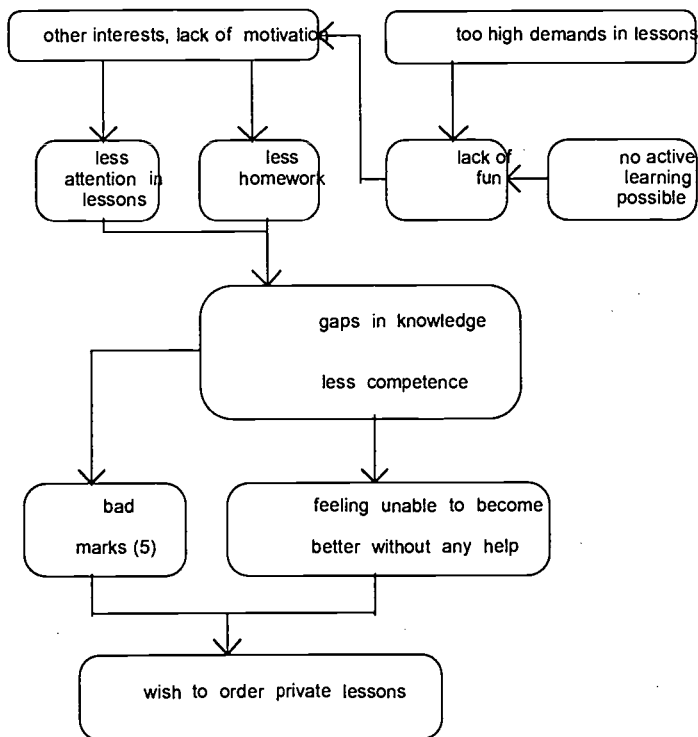 other interests, lack of motivation
too high demands in lessons
less
attention in
lessons
less
homework
lack of
fun
no active
learning
possible
gaps in knowledge
less competence
bad
marks (5)
feeling unable to become
better without any help
wish to order private lessons